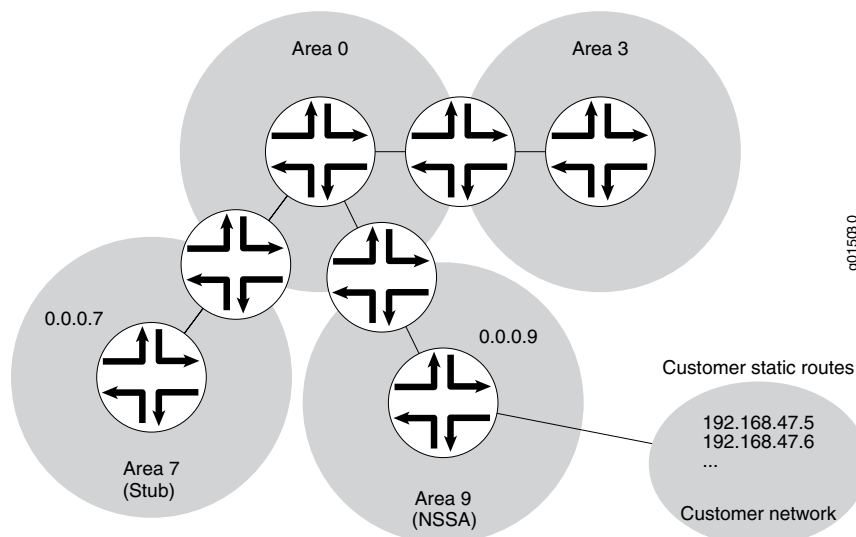 Area 0
Area 3
g015030
0.0.0.7
0.0.0.9
Customer static routes
192.168.47.5
192.168.47.6
...
Area 7
(Stub)
Area 9
(NSSA)
Customer network